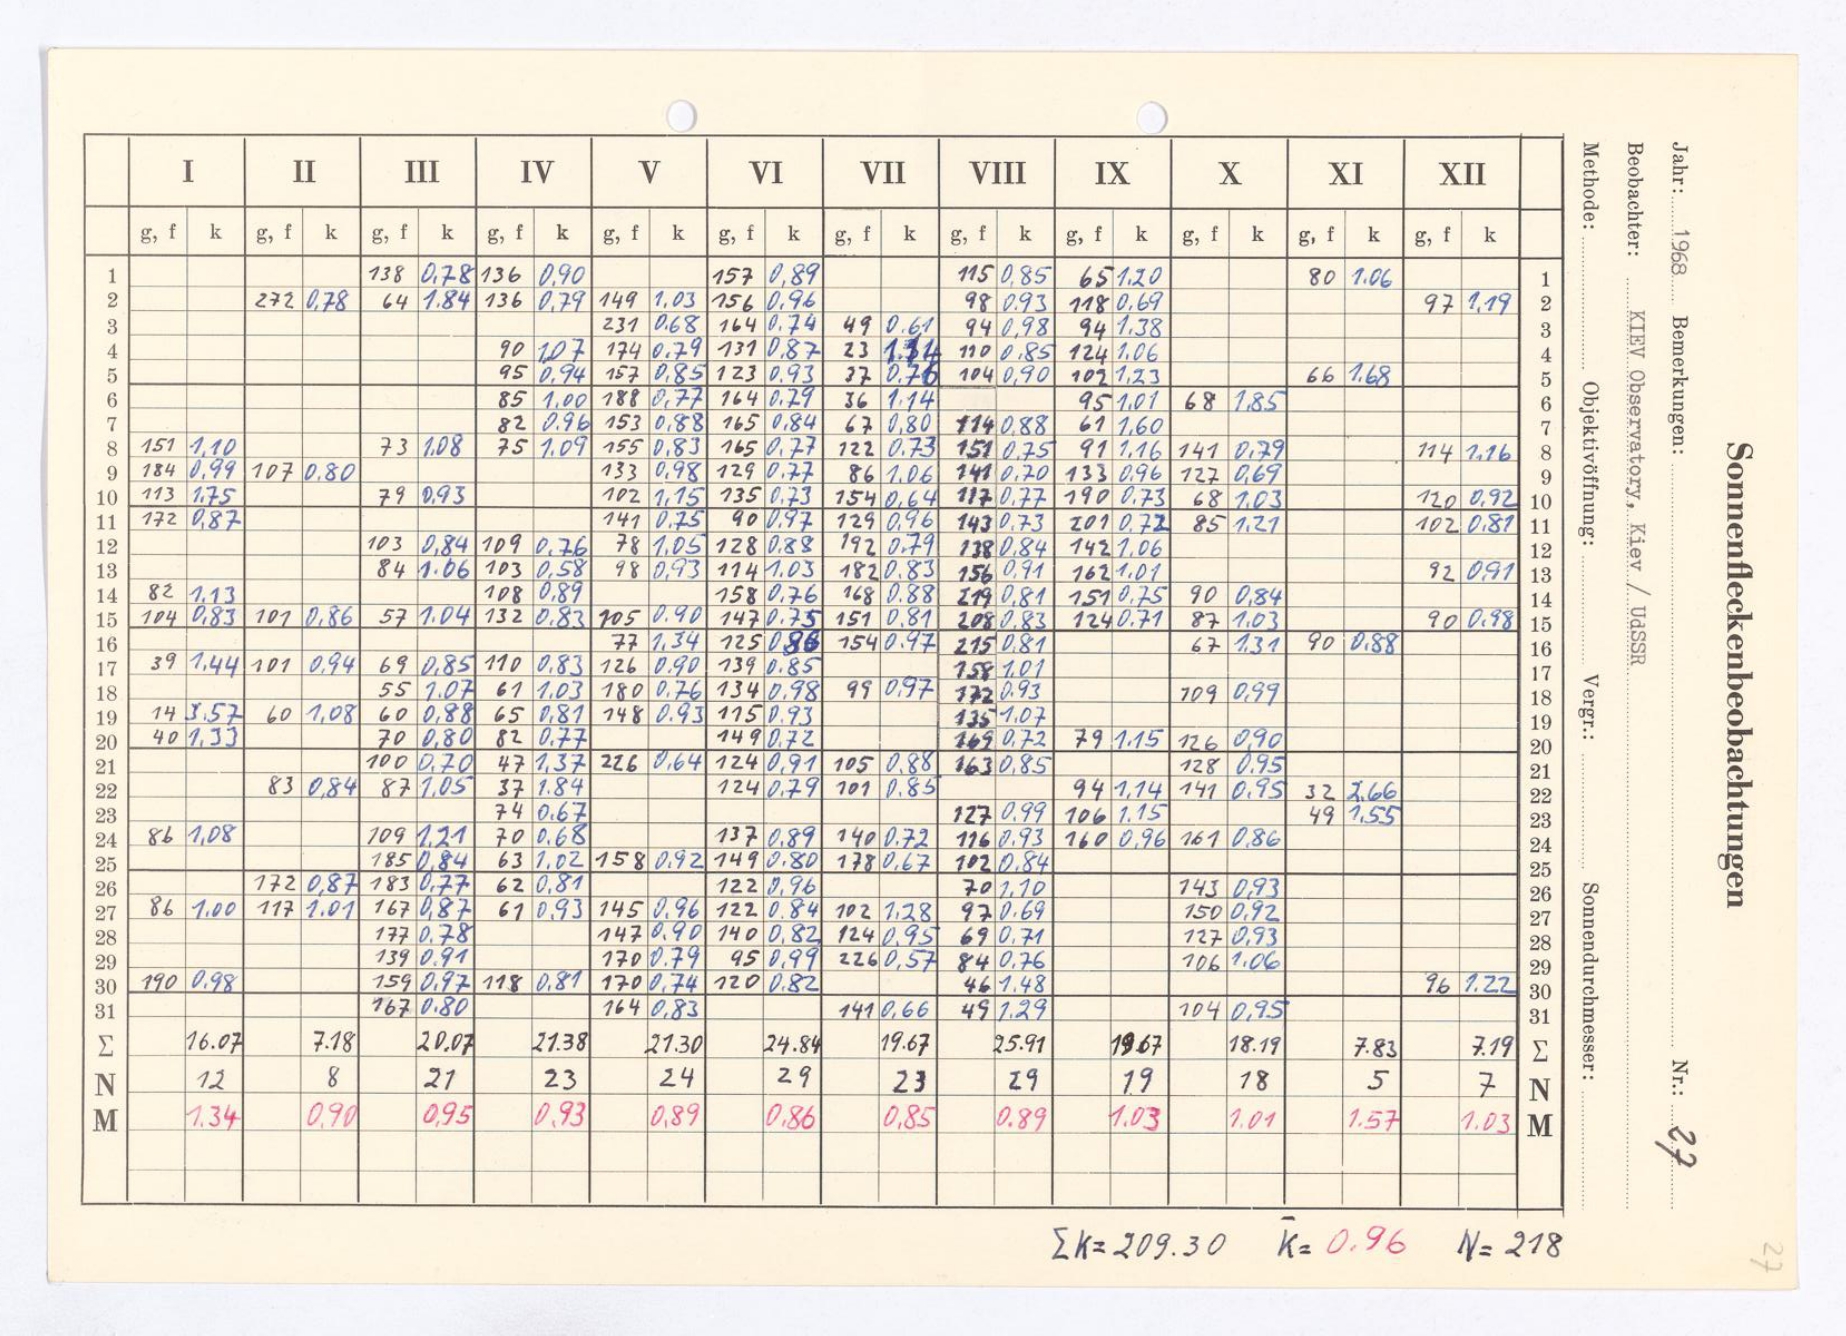 I II III IV V VI VII VIII IX X XI XII
g, f k g, f k g, f k g, f k g, f k g, f k g, f k g, f k g, f k g, f k g, f k g, f k
1 138 0,78 136 0,90 157 0,89 115 0,85 65 1,20 80 1.06 1
2 272 0,78 64 1.84 136 0,79 149 1,03 156 0,96 98 0.93 118 0,69 97 1,19 2
3 231 0.68 164 0.74 49 0.61 94 0,98 94 1.38 3
4 90 1,07 174 0.79 131 0,87 23 110 0.85 124 1.06 4
5 95 0,94 157 0,85 123 0,93 37 0.76 104 0,90 102 1,23 66 1.68 5
6 85 1,00 188 0,77 164 0.79 36 1.14 95 1.01 68 1,85 6
7 82 0.96 153 0,88 165 0,84 67 0,80 114 0,88 61 1,60 7
8 151 1,10 73 1.08 75 1.09 155 0,83 165 0,77 122 0.73 151 0,75 91 1,16 141 0,79 114 1,16 8
9 184 0,99 107 0.80 133 0,98 129 0.77 86 1.06 141 0.70 133 0,96 127 0,69 9
10 113 1,75 79 0,93 102 1,15 135 0,73 154 0,64 117 0,77 190 0,73 68 1,03 120 0,92 10
11 172 0,87 141 0,75 90 0,97 129 0,96 143 0,73 201 0,72 85 1,21 102 0.81 11
12 103 0,84 109 0,76 78 1,05 128 0.88 192 0,79 138 0,84 142 1.06 12
13 84 1.06 103 0,58 98 0,93 114 1.03 182 0.83 156 0,91 162 1.01 92 0,91 13
14 82 1,13 108 0,89 158 0,76 168 0.88 219 0,81 151 0,75 90 0,84 14
15 104 0,83 101 0,86 57 1.04 132 0,83 105 0.90 147 0.75 151 0,81 208 0,83 124 0.71 87 1.03 90 0.98 15
16 77 1,34 125 0.86 154 0.97 215 0,81 67 1.31 90 0.88 16
17 39 1,44 101 0,94 69 0,85 110 0.83 126 0.90 139 0.85 158 1.01 17
18 55 1.07 61 1.03 180 0.76 134 0,98 99 0,97 172 0.93 109 0,99 18
19 14 3.57 60 1,08 60 0,88 65 0,81 148 0.93 115 0.93 135 1.07 19
20 40 1,33 70 0,80 82 0.77 149 0.72 169 0,72 79 1.15 126 0,90 20
21 100 0,70 47 1,37 226 0,64 124 0,91 105 0,88 163 0,85 128 0.95 21
22 83 0,84 87 1,05 37 1.84 124 0,79 101 0.85 94 1,14 141 0,95 32 2,66 22
23 74 0.67 127 0.99 106 1.15 49 1.55 23
24 86 1,08 109 1,21 70 0.68 137 0,89 140 0.72 116 0.93 160 0,96 161 0,86 24
25 185 0,84 63 1.02 158 0.92 149 0.80 178 0,67 102 0.84 25
26 172 0,87 183 0,77 62 0,81 122 0,96 70 1.10 143 0,93 26
27 86 1.00 117 1.01 167 0,87 61 0,93 145 0,96 122 0.84 102 1,28 97 0.69 150 0,92 27
28 177 0.78 147 0.90 140 0,82 124 0,95 69 0.71 127 0,93 28
29 139 0.91 170 0.79 95 0,99 226 0,57 84 0.76 106 1.06 29
30 190 0.98 159 0,97 118 0,81 170 0,74 120 0.82 46 1.48 96 1.22 30
31 167 0.80 164 0,83 141 0,66 49 1.29 104 0,95 31
Σ 16.07 7.18 20.07 21.38 21.30 24.84 19.67 25.91 19.67 18.19 7.83 7.19 Σ
N 12 8 21 23 24 29 23 29 19 18 5 7 N
M 1.34 0,90 0,95 0,93 0,89 0,86 0,85 0.89 1.03 1.01 1.57 1.03 M
Σk= 209.30 k̄= 0.96 N= 218
Sonnenfleckenbeobachtungen
Jahr: 1968 Bemerkungen: Nr.: 27
Beobachter: KIEV Observatory, Kiev / UdSSR
Methode: Objektivöffnung: Vergr.: Sonnendurchmesser:
27